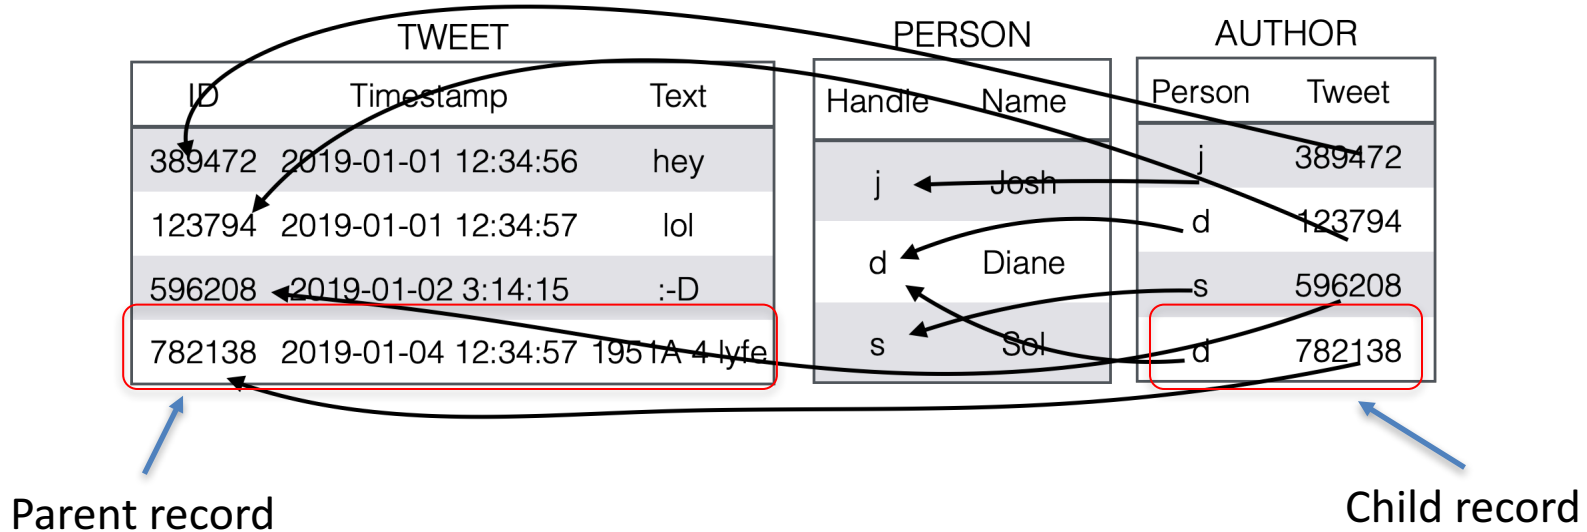 TWEET
ID Timestamp Text
389472 2019-01-01 12:34:56 hey
123794 2019-01-01 12:34:57 lol
596208 2019-01-02 3:14:15 :-D
782138 2019-01-04 12:34:57 1951A 4 lyfe
PERSON
Handle Name
j Josh
d Diane
s Sol
AUTHOR
Person Tweet
j 389472
d 123794
s 596208
d 782138
Parent record
Child record